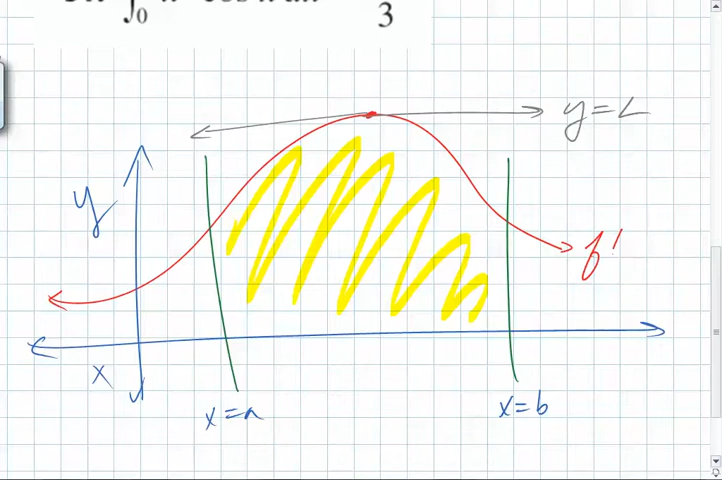 3
y = L
y
f'
x
x = a
x = b